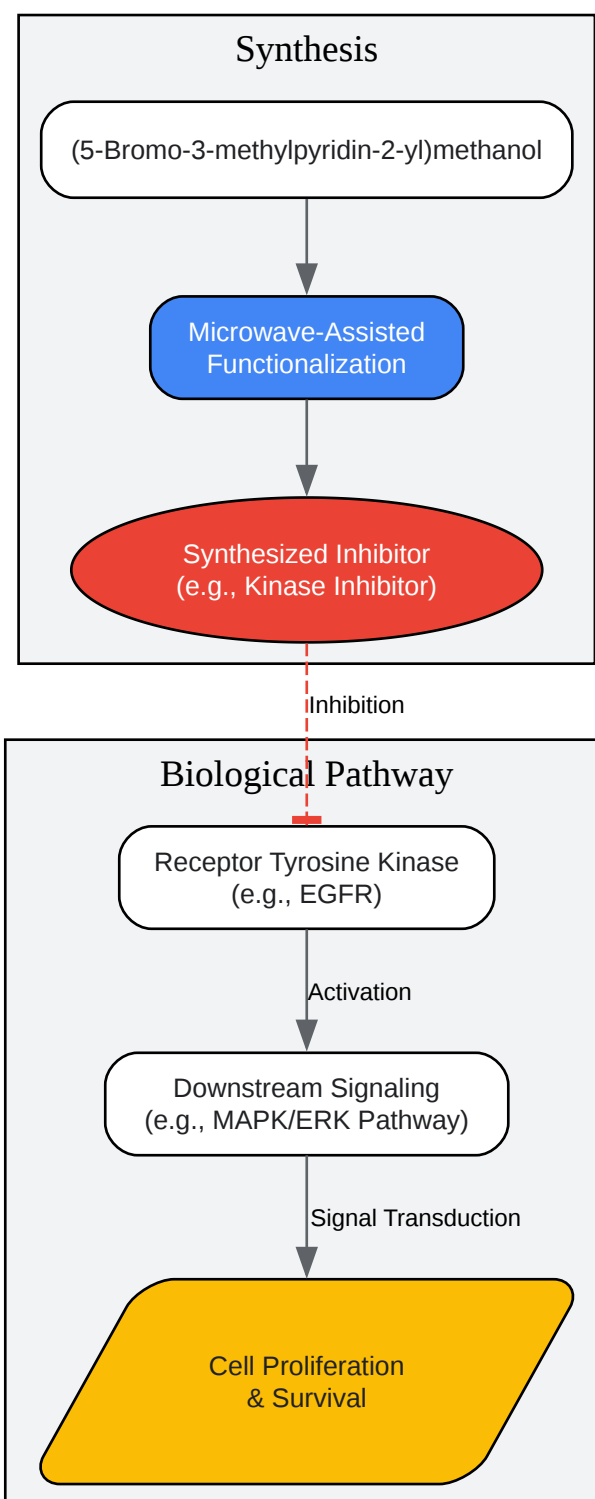 Synthesis
(5-Bromo-3-methylpyridin-2-yl)methanol
Microwave-Assisted
Functionalization
Synthesized Inhibitor
(e.g., Kinase Inhibitor)
Inhibition
Biological Pathway
Receptor Tyrosine Kinase
(e.g., EGFR)
Activation
Downstream Signaling
(e.g., MAPK/ERK Pathway)
Signal Transduction
Cell Proliferation
& Survival